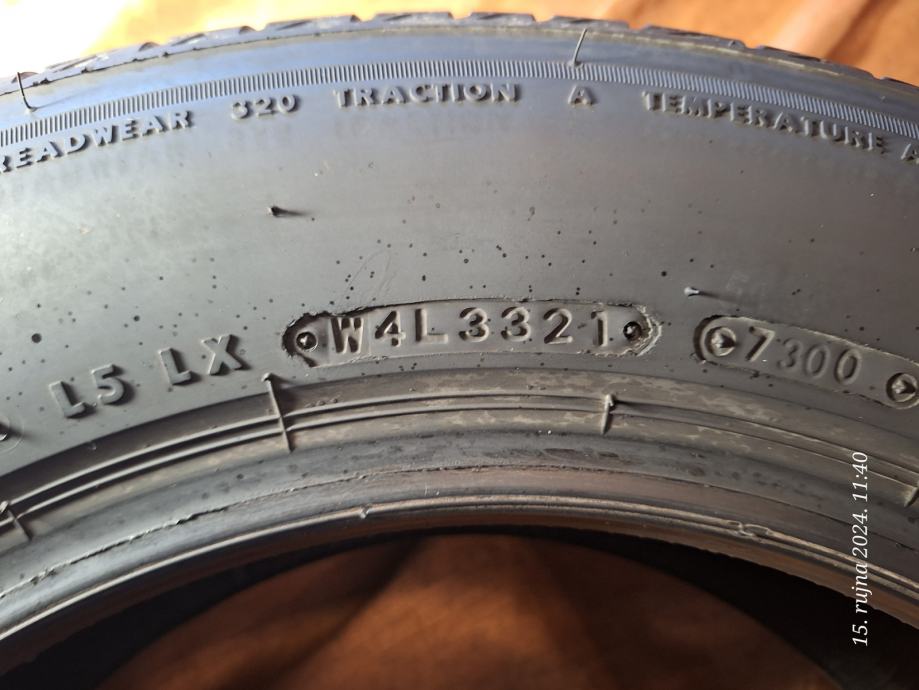 READWEAR 320 TRACTION A TEMPERATURE A
L5 LX W4L3321 7300
15. rujna 2024. 11:40